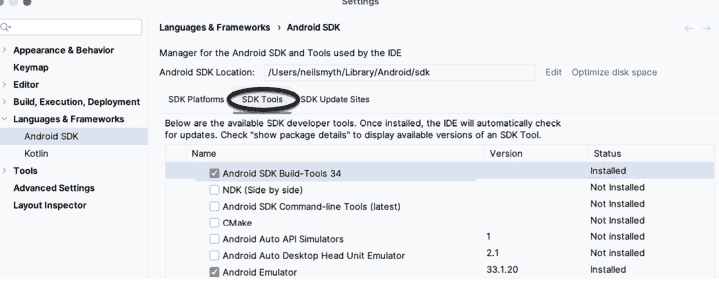 Settings
Languages & Frameworks › Android SDK
Appearance & Behavior
Keymap
Editor
Build, Execution, Deployment
Languages & Frameworks
Android SDK
Kotlin
Tools
Advanced Settings
Layout Inspector
Manager for the Android SDK and Tools used by the IDE
Android SDK Location: /Users/neilsmyth/Library/Android/sdk Edit Optimize disk space
SDK Platforms SDK Tools SDK Update Sites
Below are the available SDK developer tools. Once installed, the IDE will automatically check
for updates. Check "show package details" to display available versions of an SDK Tool.
Name Version Status
Android SDK Build-Tools 34 Installed
NDK (Side by side) Not Installed
Android SDK Command-line Tools (latest) Not Installed
CMake Not Installed
Android Auto API Simulators 1 Not installed
Android Auto Desktop Head Unit Emulator 2.1 Not installed
Android Emulator 33.1.20 Installed